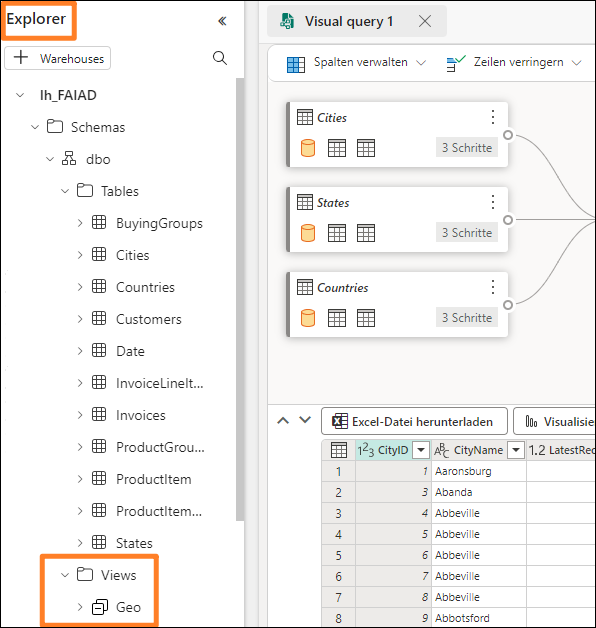 Explorer
Warehouses
lh_FAIAD
Schemas
dbo
Tables
BuyingGroups
Cities
Countries
Customers
Date
InvoiceLineIt...
Invoices
ProductGrou...
ProductItem
ProductItem...
States
Views
Geo
Visual query 1
Spalten verwalten
Zeilen verringern
Cities
3 Schritte
States
3 Schritte
Countries
3 Schritte
Excel-Datei herunterladen
Visualisie
1 2 3 CityID
A B C CityName
1.2 LatestRec
1 1 Aaronsburg
2 3 Abanda
3 4 Abbeville
4 5 Abbeville
5 6 Abbeville
6 7 Abbeville
7 8 Abbeville
8 9 Abbotsford